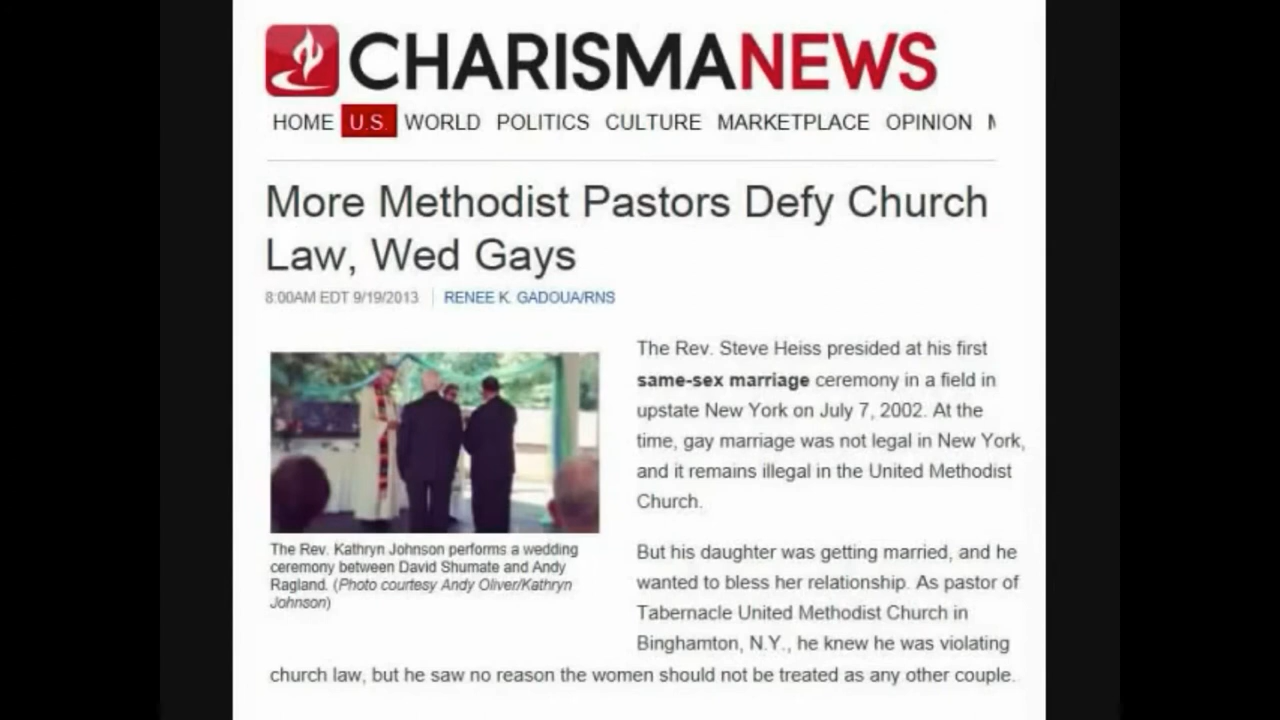 CHARISMANEWS
HOME U.S. WORLD POLITICS CULTURE MARKETPLACE OPINION
More Methodist Pastors Defy Church
Law, Wed Gays
8:00AM EDT 9/19/2013 RENEE K. GADOUA/RNS
The Rev. Steve Heiss presided at his first
same-sex marriage ceremony in a field in
upstate New York on July 7, 2002. At the
time, gay marriage was not legal in New York,
and it remains illegal in the United Methodist
Church.
The Rev. Kathryn Johnson performs a wedding
ceremony between David Shumate and Andy
Ragland. (Photo courtesy Andy Oliver/Kathryn
Johnson)
But his daughter was getting married, and he
wanted to bless her relationship. As pastor of
Tabernacle United Methodist Church in
Binghamton, N.Y., he knew he was violating
church law, but he saw no reason the women should not be treated as any other couple.